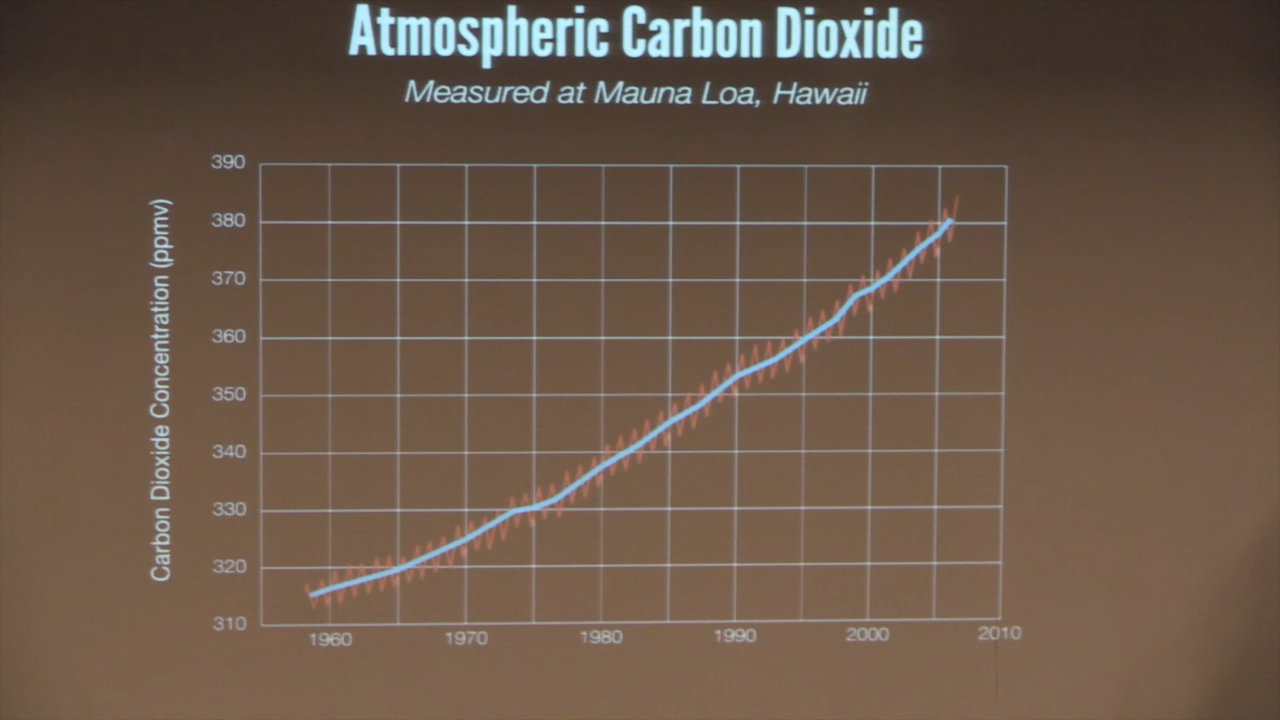 Atmospheric Carbon Dioxide
Measured at Mauna Loa, Hawaii
Carbon Dioxide Concentration (ppmv)
390
380
370
360
350
340
330
320
310
1960 1970 1980 1990 2000 2010